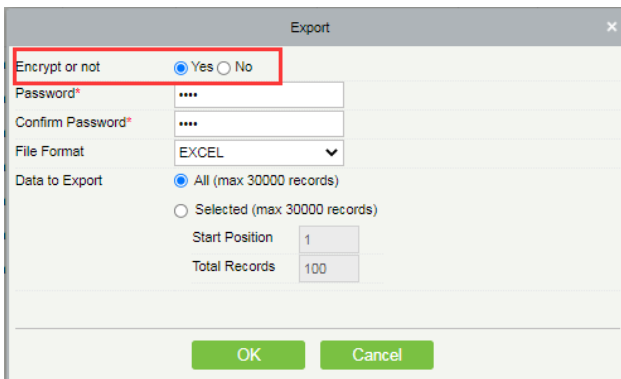 Export ×
Encrypt or not Yes No
Password* ••••
Confirm Password* ••••
File Format EXCEL
Data to Export All (max 30000 records)
Selected (max 30000 records)
Start Position 1
Total Records 100
OK Cancel